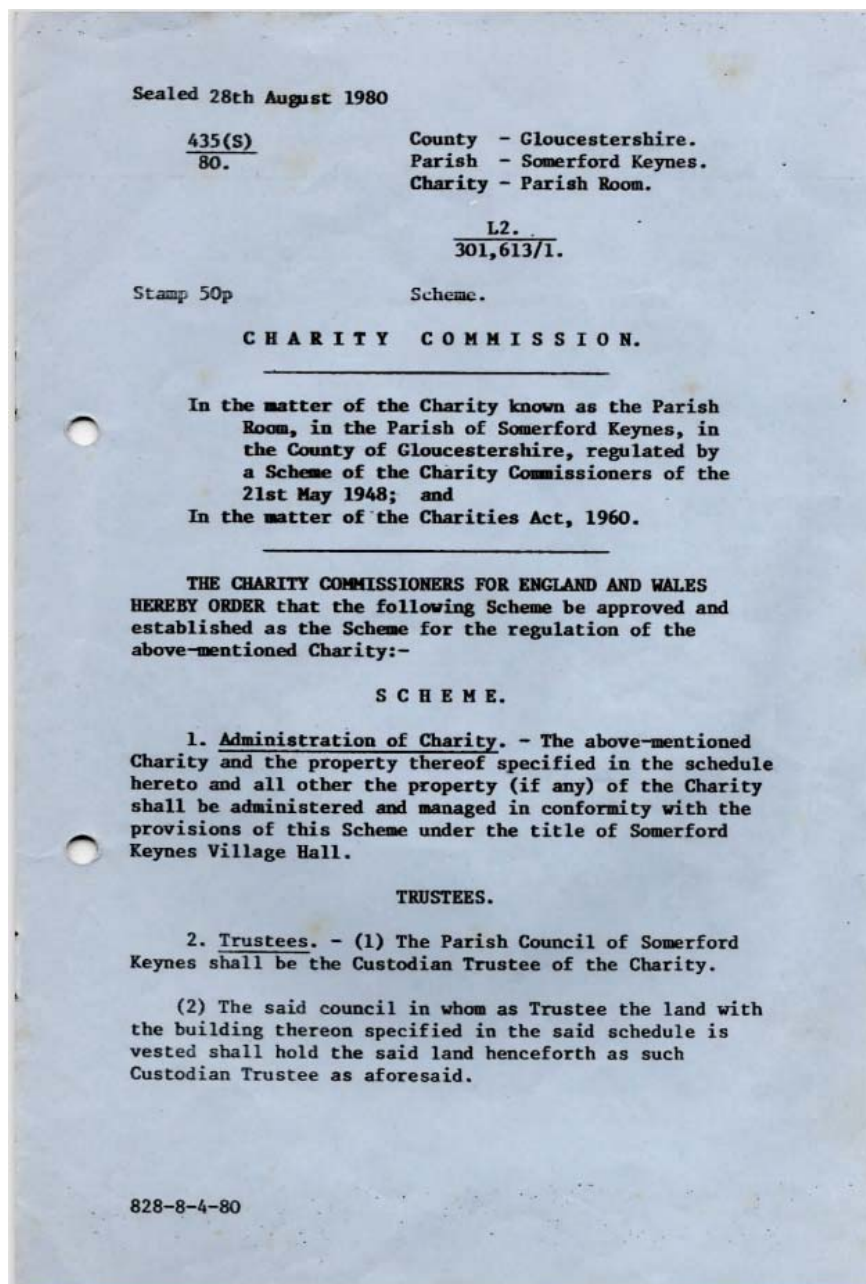 Sealed 28th August 1980
435(S)
80.
County - Gloucestershire.
Parish - Somerford Keynes.
Charity - Parish Room.
L2.
301,613/1.
Stamp 50p
Scheme.
CHARITY COMMISSION.
In the matter of the Charity known as the Parish
Room, in the Parish of Somerford Keynes, in
the County of Gloucestershire, regulated by
a Scheme of the Charity Commissioners of the
21st May 1948; and
In the matter of the Charities Act, 1960.
THE CHARITY COMMISSIONERS FOR ENGLAND AND WALES
HEREBY ORDER that the following Scheme be approved and
established as the Scheme for the regulation of the
above-mentioned Charity:-
SCHEME.
1. Administration of Charity. - The above-mentioned
Charity and the property thereof specified in the schedule
hereto and all other the property (if any) of the Charity
shall be administered and managed in conformity with the
provisions of this Scheme under the title of Somerford
Keynes Village Hall.
TRUSTEES.
2. Trustees. - (1) The Parish Council of Somerford
Keynes shall be the Custodian Trustee of the Charity.
(2) The said council in whom as Trustee the land with
the building thereon specified in the said schedule is
vested shall hold the said land henceforth as such
Custodian Trustee as aforesaid.
828-8-4-80